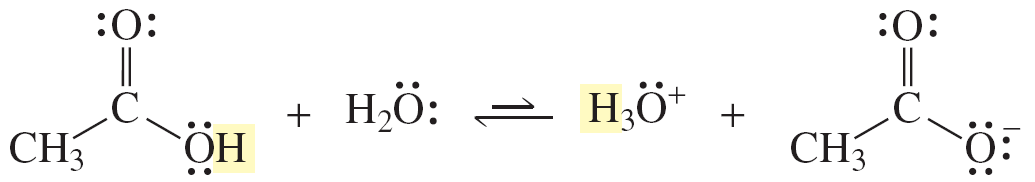 :O: :O:
C + H₂O: ⇌ H₃O⁺ + C
CH₃ OH CH₃ O:⁻